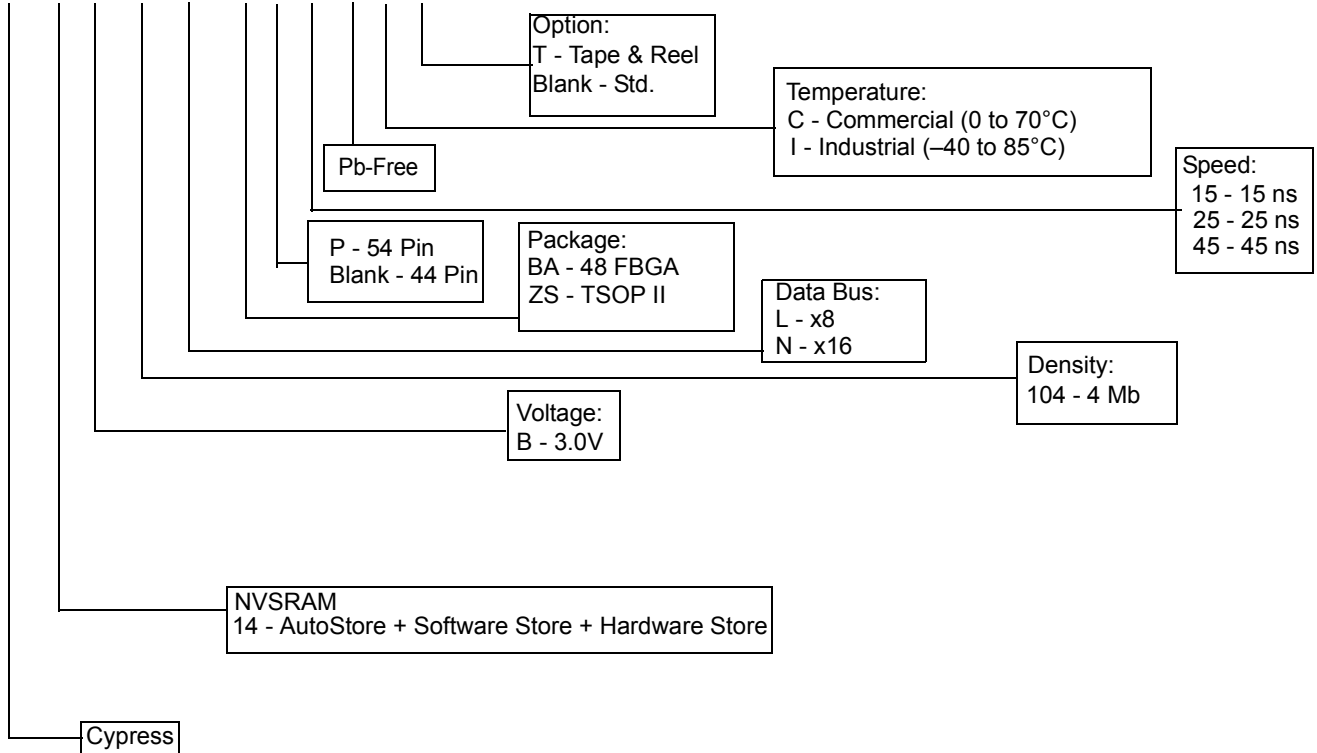 Option:
T - Tape & Reel
Blank - Std.
Temperature:
C - Commercial (0 to 70°C)
I - Industrial (–40 to 85°C)
Pb-Free
Speed:
15 - 15 ns
25 - 25 ns
45 - 45 ns
P - 54 Pin
Blank - 44 Pin
Package:
BA - 48 FBGA
ZS - TSOP II
Data Bus:
L - x8
N - x16
Density:
104 - 4 Mb
Voltage:
B - 3.0V
NVSRAM
14 - AutoStore + Software Store + Hardware Store
Cypress